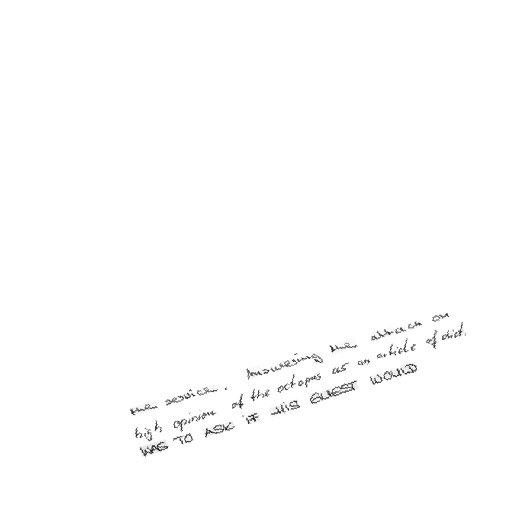 the service. Answering the attack on
high opinion of the octopus as an article of diet.
WAS TO ASK IF HIS GUEST WOULD